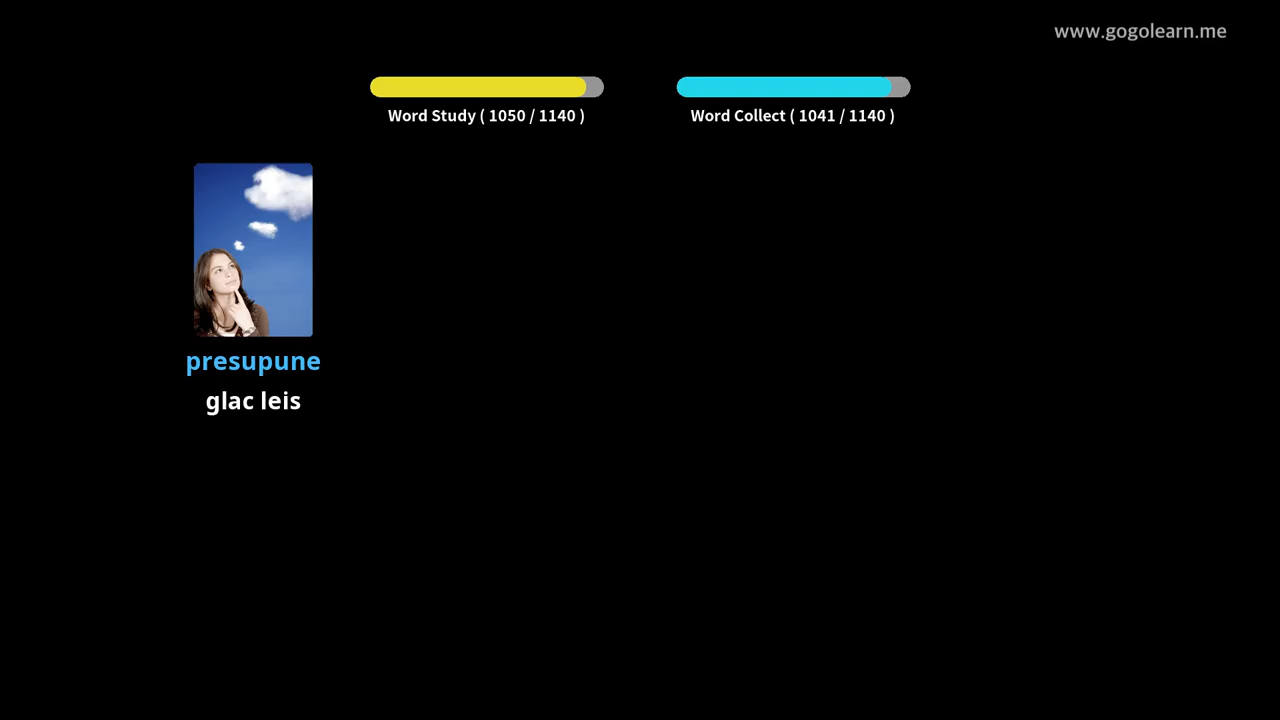 www.gogolearn.me
Word Study ( 1050 / 1140 )
Word Collect ( 1041 / 1140 )
presupune
glac leis